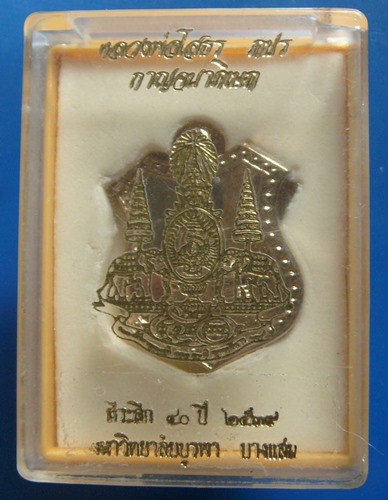 หลวงพ่อโสธร ภปร
กาญจนาภิเษก
ที่ระลึก ๔๐ ปี ๒๕๓๙
มหาวิทยาลัยบูรพา บางแสน